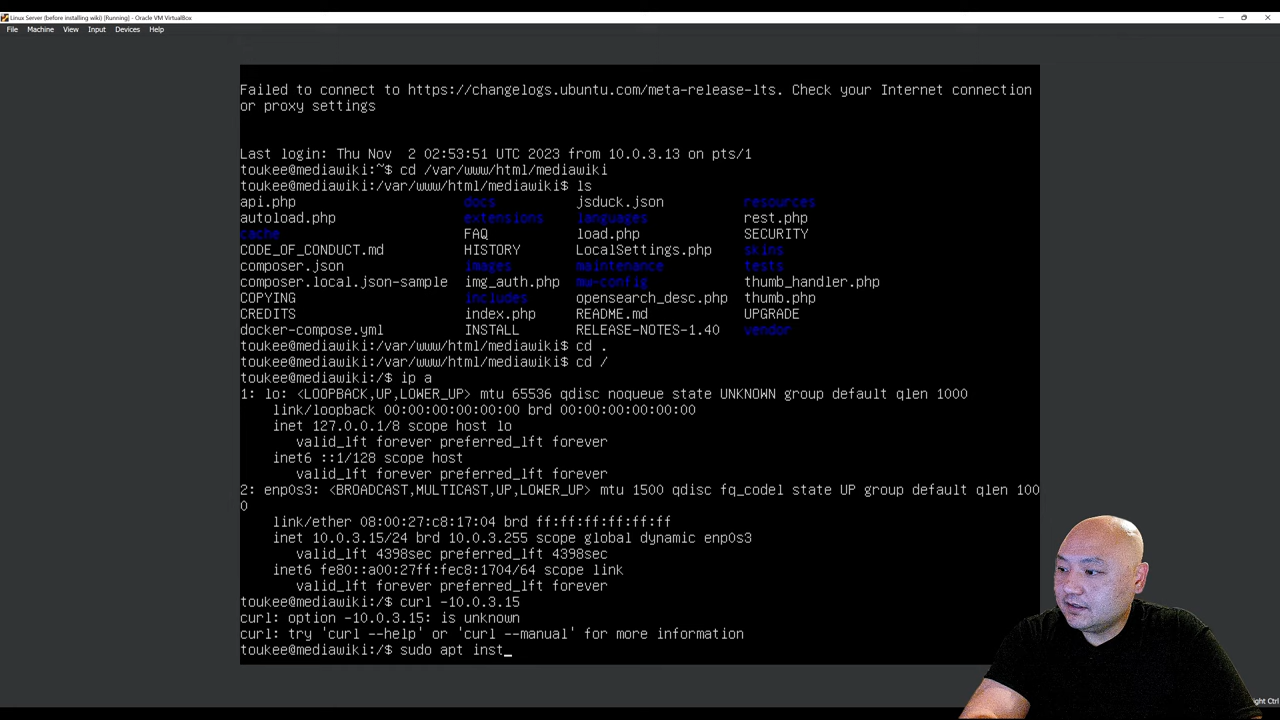 Linux Server (before installing wiki) [Running] - Oracle VM VirtualBox
File Machine View Input Devices Help
Failed to connect to https://changelogs.ubuntu.com/meta-release-lts. Check your Internet connection
or proxy settings
Last login: Thu Nov  2 02:53:51 UTC 2023 from 10.0.3.13 on pts/1
toukee@mediawiki:~$ cd /var/www/html/mediawiki
toukee@mediawiki:/var/www/html/mediawiki$ ls
api.php docs jsduck.json resources
autoload.php extensions languages rest.php
cache FAQ load.php SECURITY
CODE_OF_CONDUCT.md HISTORY LocalSettings.php skins
composer.json images maintenance tests
composer.local.json-sample img_auth.php mw-config thumb_handler.php
COPYING includes opensearch_desc.php thumb.php
CREDITS index.php README.md UPGRADE
docker-compose.yml INSTALL RELEASE-NOTES-1.40 vendor
toukee@mediawiki:/var/www/html/mediawiki$ cd .
toukee@mediawiki:/var/www/html/mediawiki$ cd /
toukee@mediawiki:/$ ip a
1: lo: <LOOPBACK,UP,LOWER_UP> mtu 65536 qdisc noqueue state UNKNOWN group default qlen 1000
link/loopback 00:00:00:00:00:00 brd 00:00:00:00:00:00
inet 127.0.0.1/8 scope host lo
valid_lft forever preferred_lft forever
inet6 ::1/128 scope host
valid_lft forever preferred_lft forever
2: enp0s3: <BROADCAST,MULTICAST,UP,LOWER_UP> mtu 1500 qdisc fq_codel state UP group default qlen 100
0
link/ether 08:00:27:c8:17:04 brd ff:ff:ff:ff:ff:ff
inet 10.0.3.15/24 brd 10.0.3.255 scope global dynamic enp0s3
valid_lft 4398sec preferred_lft 4398sec
inet6 fe80::a00:27ff:fec8:1704/64 scope link
valid_lft forever preferred_lft forever
toukee@mediawiki:/$ curl -10.0.3.15
curl: option -10.0.3.15: is unknown
curl: try 'curl --help' or 'curl --manual' for more information
toukee@mediawiki:/$ sudo apt inst_
ight Ctrl